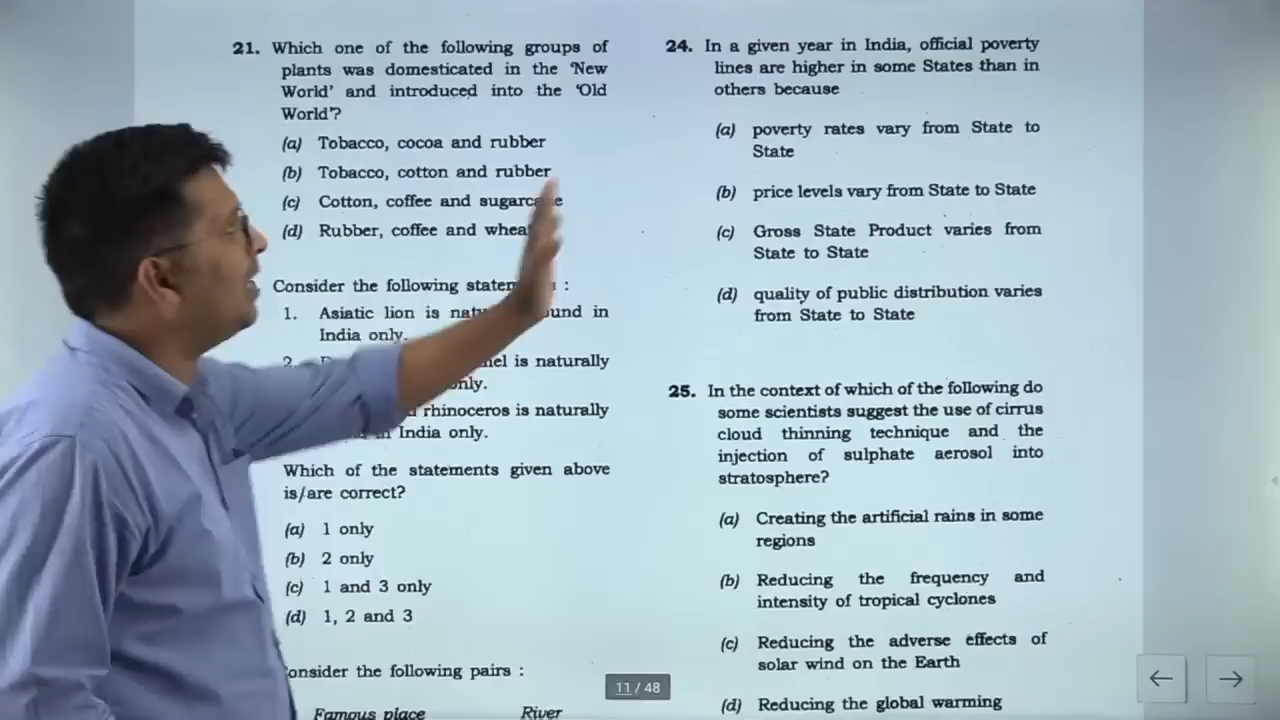 21. Which one of the following groups of
plants was domesticated in the 'New
World' and introduced into the 'Old
World'?
(a) Tobacco, cocoa and rubber
(b) Tobacco, cotton and rubber
(c) Cotton, coffee and
(d) Rubber, coffee and
Consider the following :
1. Asiatic lion is in
India only.
2. is naturally
only.
rhinoceros is naturally
in India only.
Which of the statements given above
is/are correct?
(a) 1 only
(b) 2 only
(c) 1 and 3 only
(d) 1, 2 and 3
the following pairs :
Famous place River
24. In a given year in India, official poverty
lines are higher in some States than in
others because
(a) poverty rates vary from State to
State
(b) price levels vary from State to State
(c) Gross State Product varies from
State to State
(d) quality of public distribution varies
from State to State
25. In the context of which of the following do
some scientists suggest the use of cirrus
cloud thinning technique and the
injection of sulphate aerosol into
stratosphere?
(a) Creating the artificial rains in some
regions
(b) Reducing the frequency and
intensity of tropical cyclones
(c) Reducing the adverse effects of
solar wind on the Earth
(d) Reducing the global warming
11 / 48